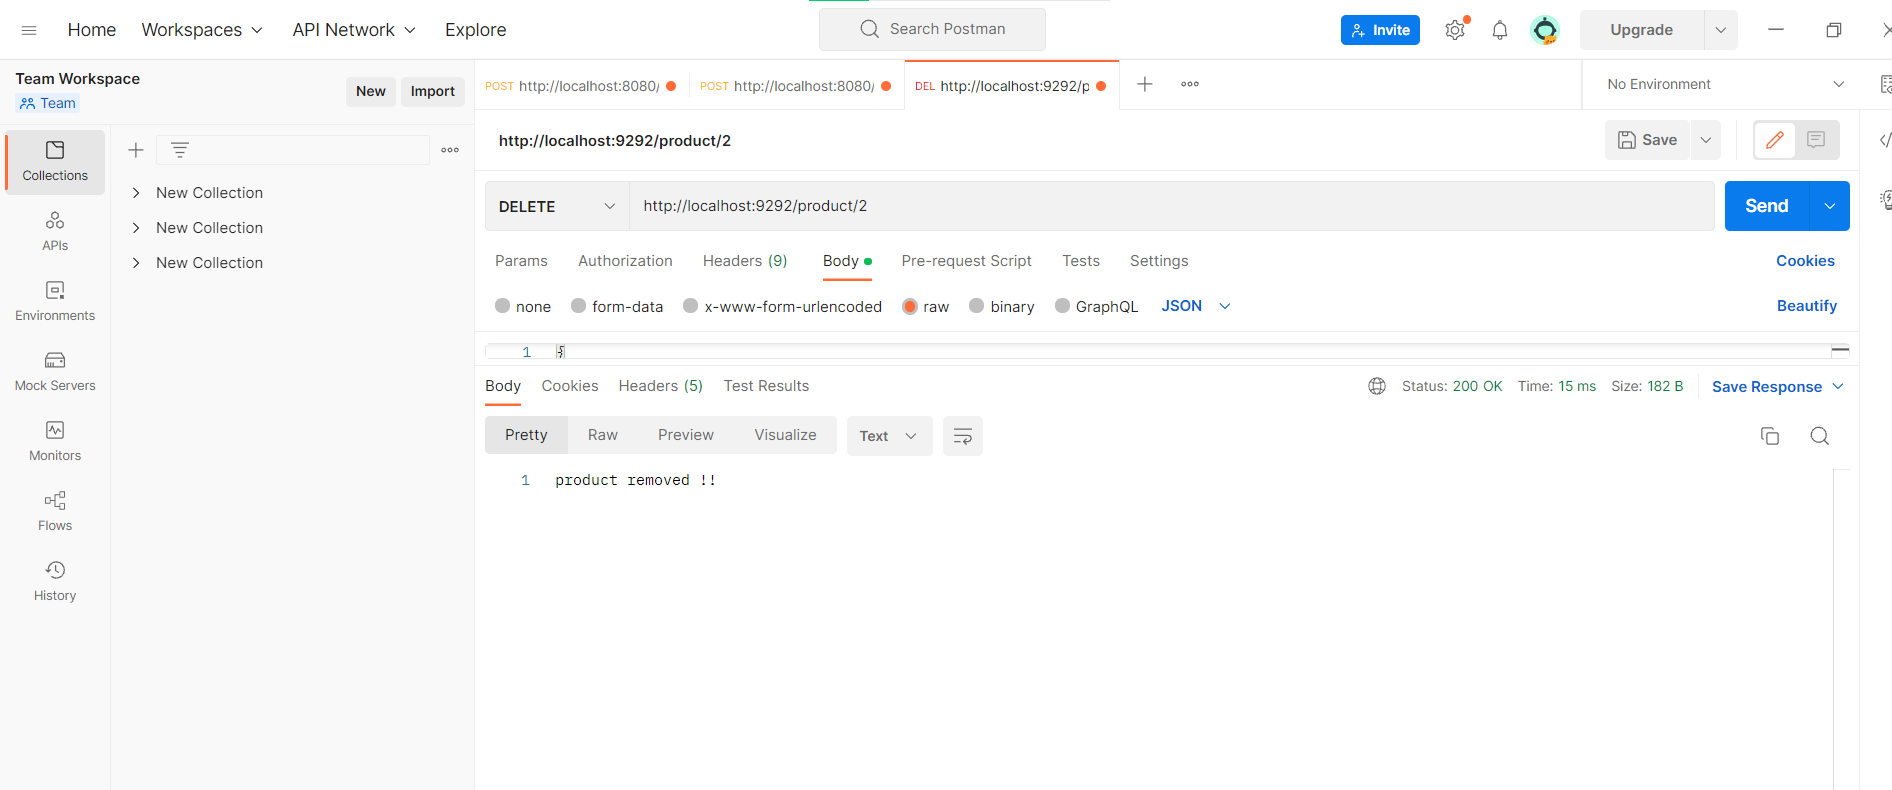 Home Workspaces API Network Explore Search Postman Invite Upgrade
Team Workspace
Team
New Import
POST http://localhost:8080/ POST http://localhost:8080/ DEL http://localhost:9292/p No Environment
http://localhost:9292/product/2 Save
DELETE http://localhost:9292/product/2 Send
Params Authorization Headers (9) Body Pre-request Script Tests Settings Cookies
none form-data x-www-form-urlencoded raw binary GraphQL JSON Beautify
1 {
Body Cookies Headers (5) Test Results Status: 200 OK Time: 15 ms Size: 182 B Save Response
Pretty Raw Preview Visualize Text
1 product removed !!
Collections
APIs
Environments
Mock Servers
Monitors
Flows
History
New Collection
New Collection
New Collection